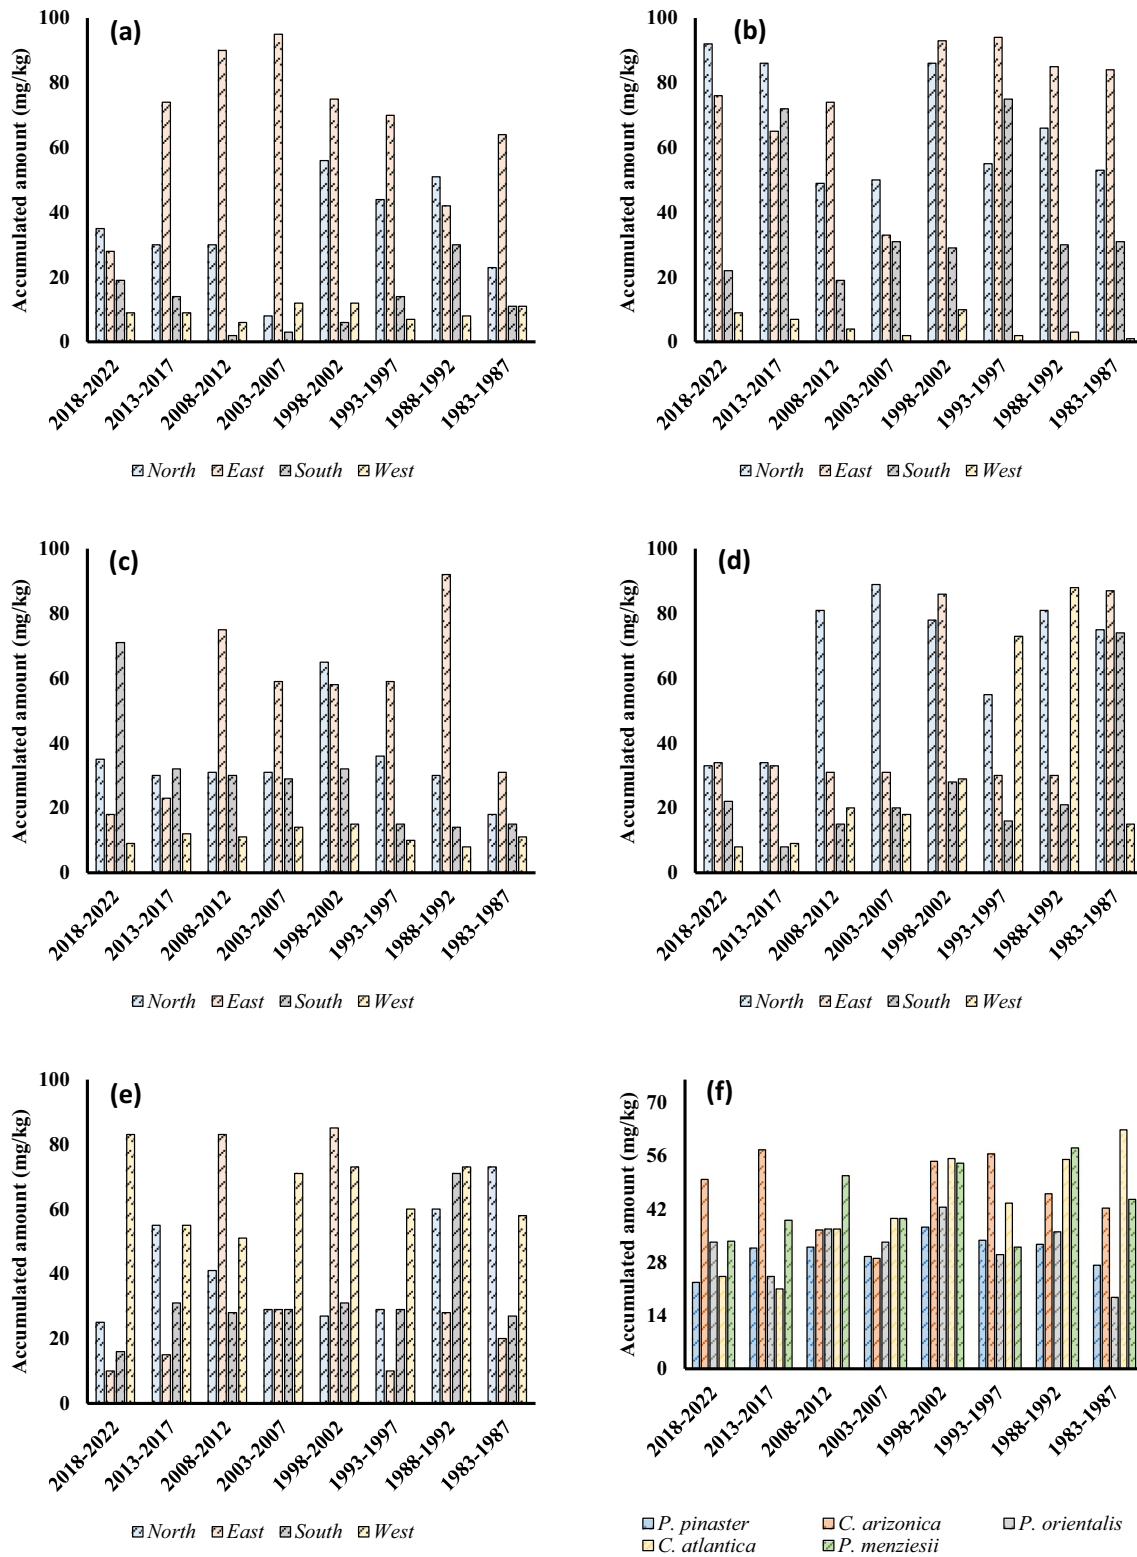 (a)
Accumulated amount (mg/kg)
100
80
60
40
20
0
2018-2022 2013-2017 2008-2012 2003-2007 1998-2002 1993-1997 1988-1992 1983-1987
North East South West
(b)
Accumulated amount (mg/kg)
100
80
60
40
20
0
2018-2022 2013-2017 2008-2012 2003-2007 1998-2002 1993-1997 1988-1992 1983-1987
North East South West
(c)
Accumulated amount (mg/kg)
100
80
60
40
20
0
2018-2022 2013-2017 2008-2012 2003-2007 1998-2002 1993-1997 1988-1992 1983-1987
North East South West
(d)
Accumulated amount (mg/kg)
100
80
60
40
20
0
2018-2022 2013-2017 2008-2012 2003-2007 1998-2002 1993-1997 1988-1992 1983-1987
North East South West
(e)
Accumulated amount (mg/kg)
100
80
60
40
20
0
2018-2022 2013-2017 2008-2012 2003-2007 1998-2002 1993-1997 1988-1992 1983-1987
North East South West
(f)
Accumulated amount (mg/kg)
70
56
42
28
14
0
2018-2022 2013-2017 2008-2012 2003-2007 1998-2002 1993-1997 1988-1992 1983-1987
P. pinaster C. arizonica P. orientalis
C. atlantica P. menziesii